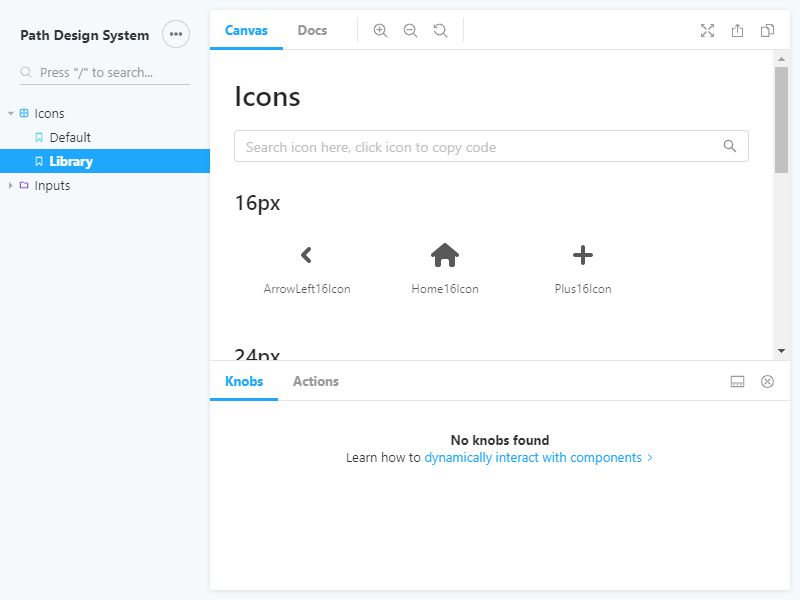 Path Design System
Press "/" to search...
Icons
Default
Library
Inputs
Canvas Docs
Icons
Search icon here, click icon to copy code
16px
ArrowLeft16Icon Home16Icon Plus16Icon
24px
Knobs Actions
No knobs found
Learn how to dynamically interact with components